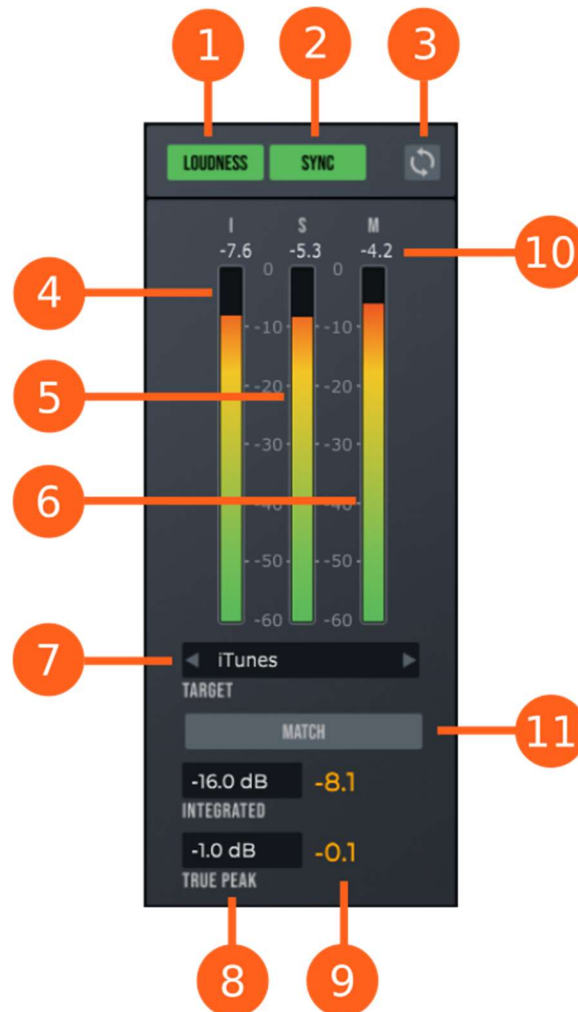 1 2 3
LOUDNESS SYNC
I S M
-7.6 -5.3 -4.2 10
0 0
4
-10 -10
5 -20 -20
-30 -30
6 -40 -40
-50 -50
-60 -60
7 iTunes
TARGET
MATCH 11
-16.0 dB -8.1
INTEGRATED
-1.0 dB -0.1
TRUE PEAK
8 9